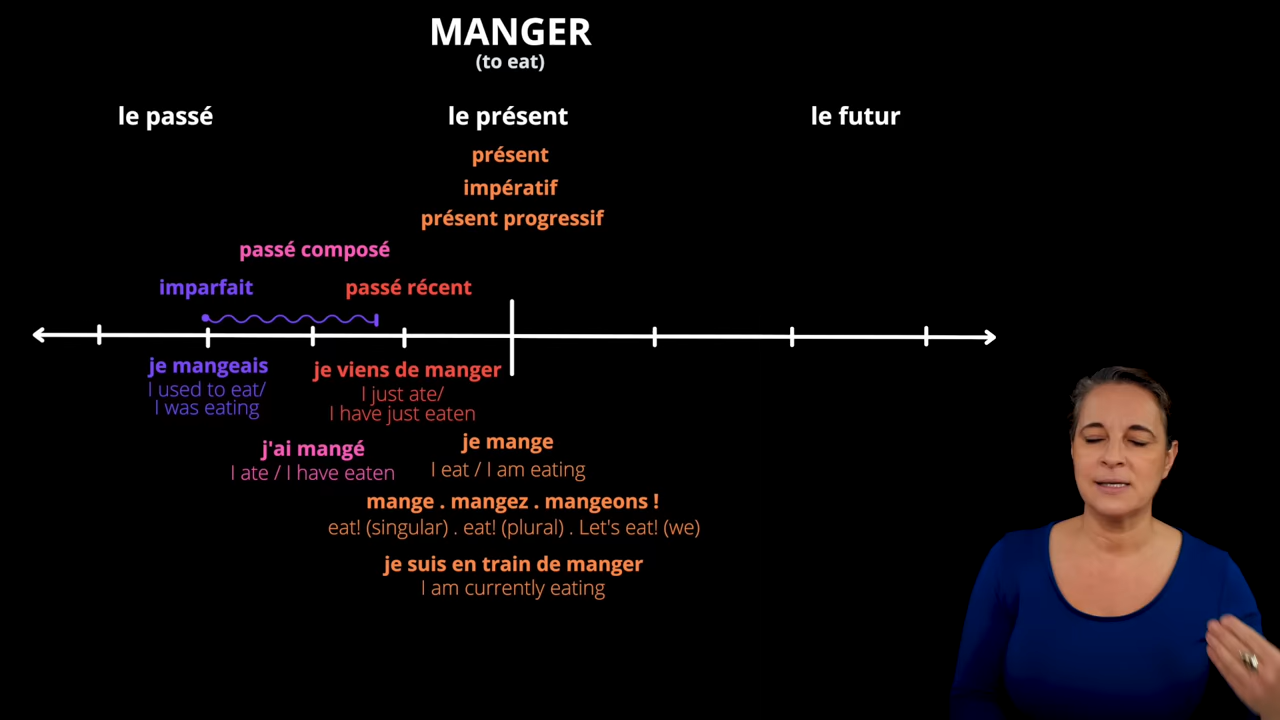 MANGER
(to eat)
le passé
le présent
le futur
présent
impératif
présent progressif
passé composé
imparfait
passé récent
je mangeais
I used to eat/
I was eating
je viens de manger
I just ate/
I have just eaten
j'ai mangé
I ate / I have eaten
je mange
I eat / I am eating
mange . mangez . mangeons !
eat! (singular) . eat! (plural) . Let's eat! (we)
je suis en train de manger
I am currently eating